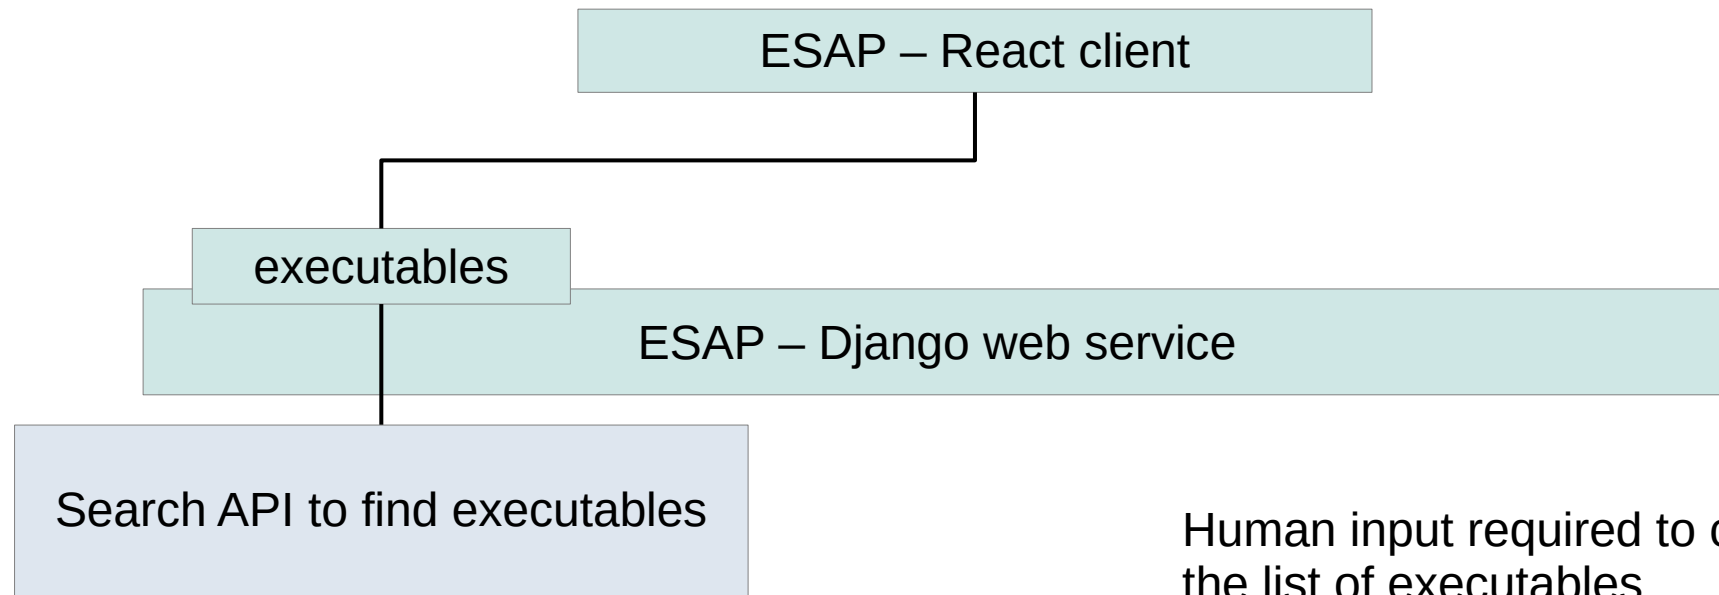 ESAP – React client
executables
ESAP – Django web service
Search API to find executables
Human input required to
the list of executables